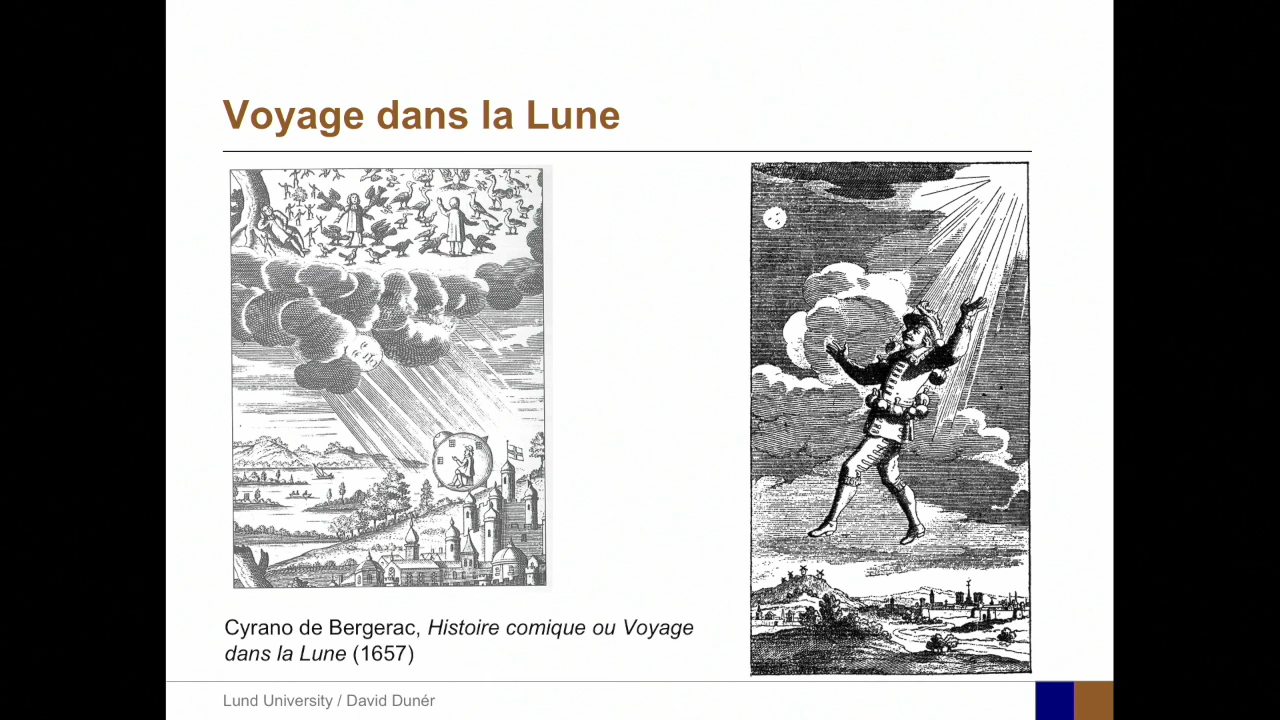 Voyage dans la Lune
Cyrano de Bergerac, Histoire comique ou Voyage
dans la Lune (1657)
Lund University / David Dunér